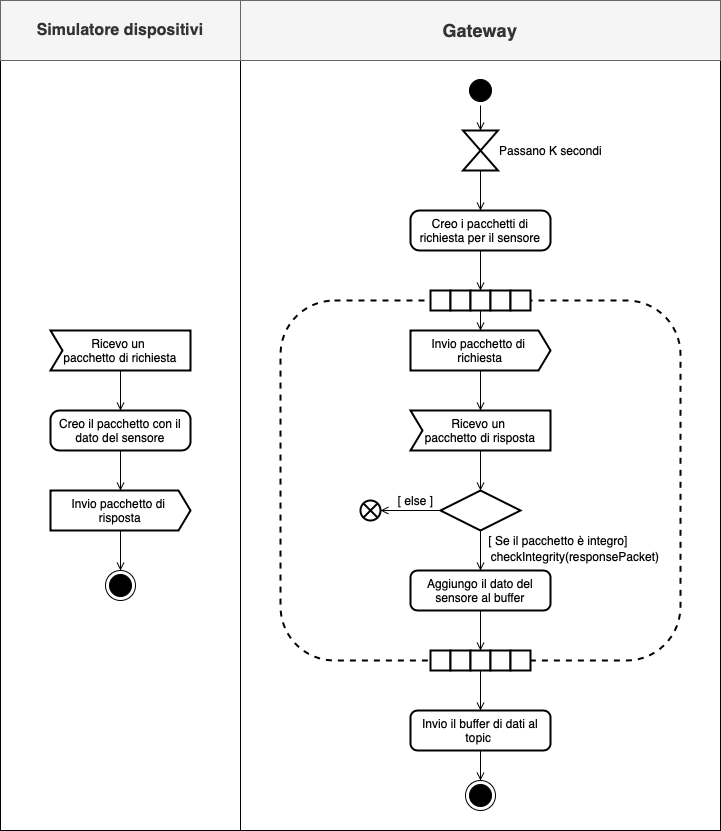 Simulatore dispositivi
Gateway
Passano K secondi
Creo i pacchetti di
richiesta per il sensore
Ricevo un
pacchetto di richiesta
Creo il pacchetto con il
dato del sensore
Invio pacchetto di
risposta
Invio pacchetto di
richiesta
Ricevo un
pacchetto di risposta
[ else ]
[ Se il pacchetto è integro]
checkIntegrity(responsePacket)
Aggiungo il dato del
sensore al buffer
Invio il buffer di dati al
topic